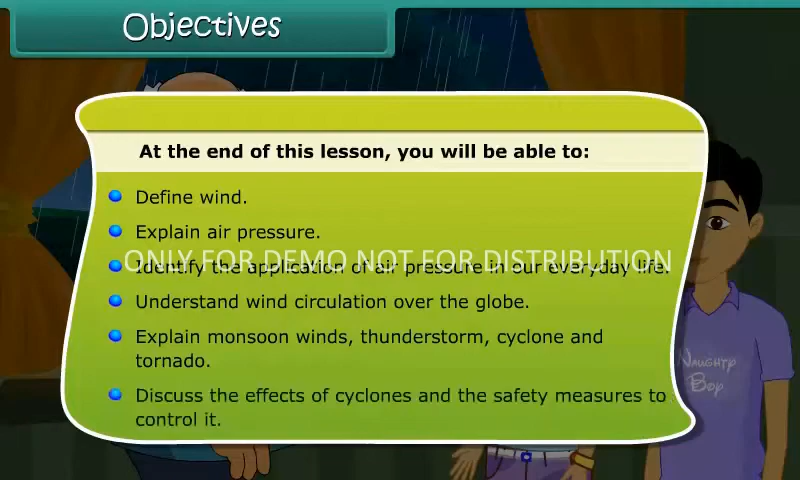 Objectives
At the end of this lesson, you will be able to:
Define wind.
Explain air pressure.
ONLY FOR DEMO NOT FOR DISTRIBUTION
Identify the application of air pressure in our everyday life.
Understand wind circulation over the globe.
Explain monsoon winds, thunderstorm, cyclone and
tornado.
NAUGHTY
BOY
Discuss the effects of cyclones and the safety measures to
control it.